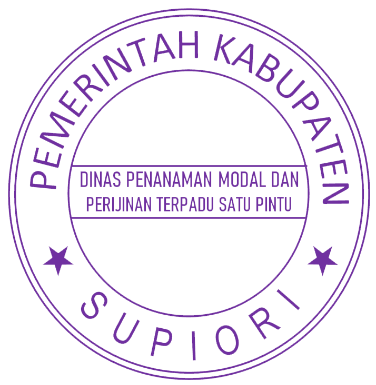 PEMERINTAH KABUPATEN
DINAS PENANAMAN MODAL DAN
PERIJINAN TERPADU SATU PINTU
SUPIORI